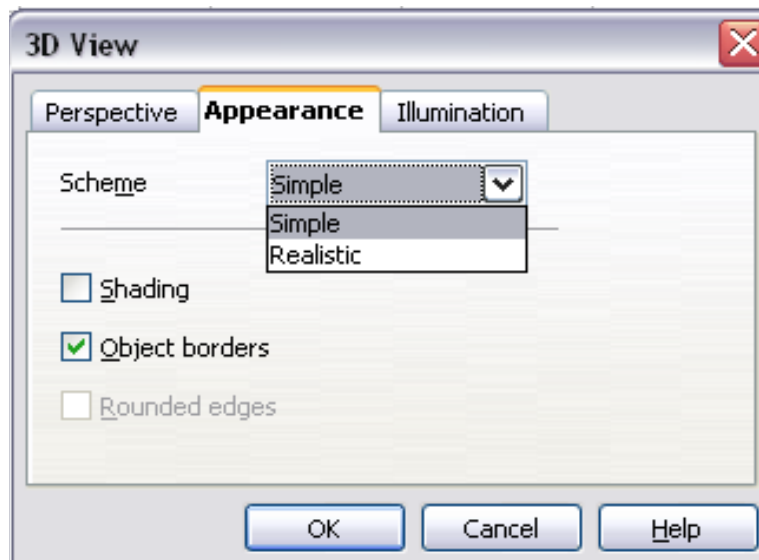 3D View
Perspective Appearance Illumination
Scheme Simple
Simple
Realistic
Shading
Object borders
Rounded edges
OK Cancel Help